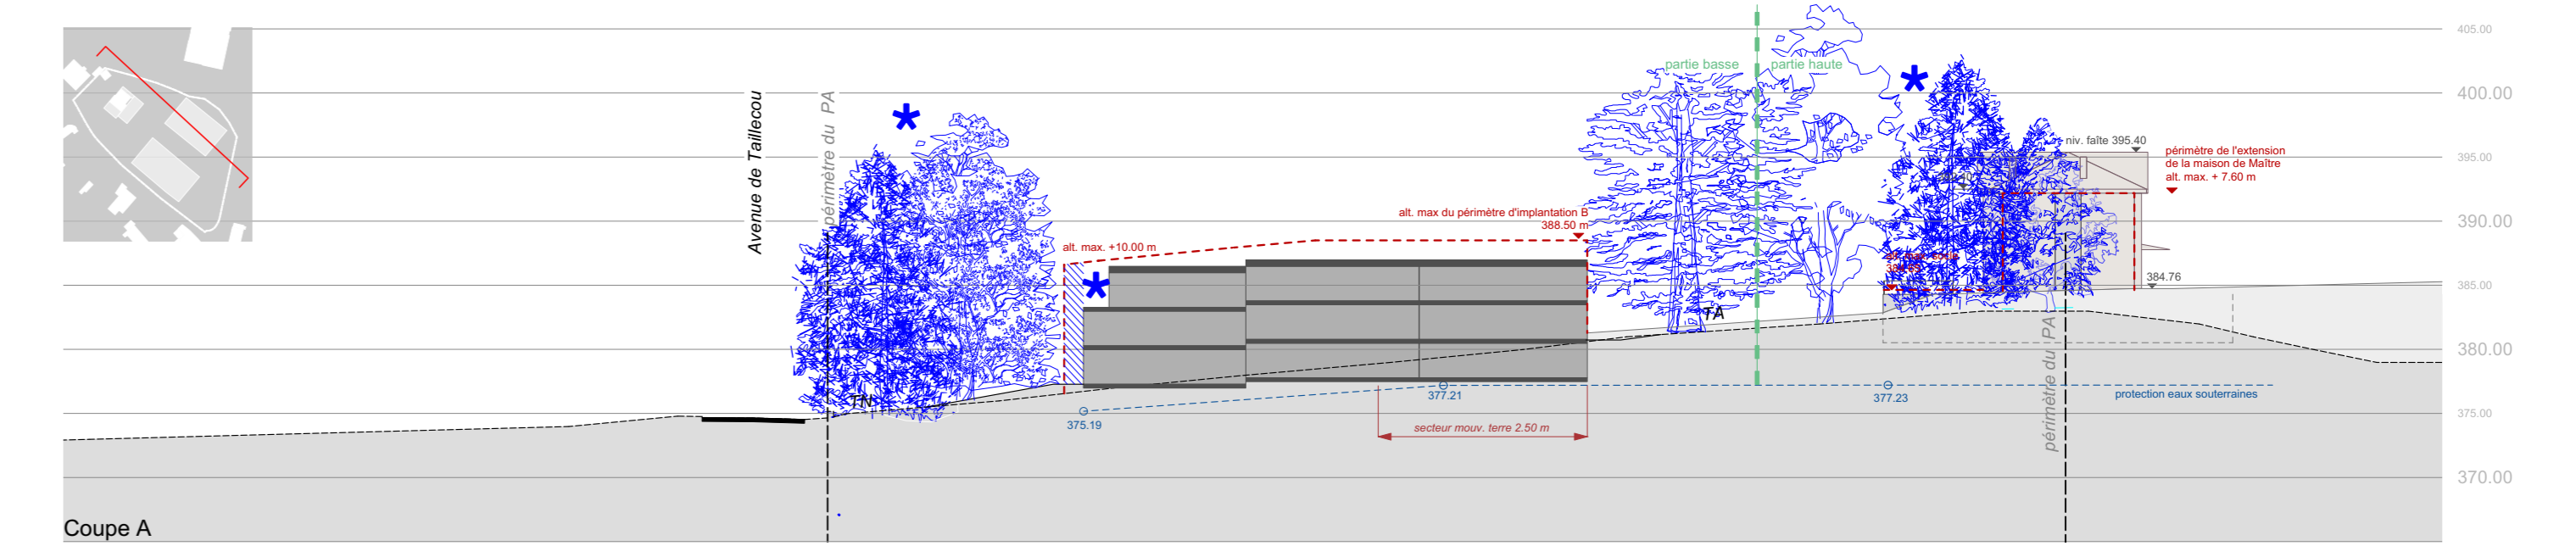 405.00
partie basse
partie haute
400.00
Avenue de Taillecou
périmètre du PA
niv. faîte 395.40
périmètre de l'extension
de la maison de Maître
alt. max. + 7.60 m
395.00
alt. max du périmètre d'implantation B
388.50 m
390.00
alt. max. +10.00 m
384.76
385.00
TA
périmètre du PA
380.00
TN
377.21
377.23
protection eaux souterraines
375.19
secteur mouv. terre 2.50 m
375.00
370.00
Coupe A